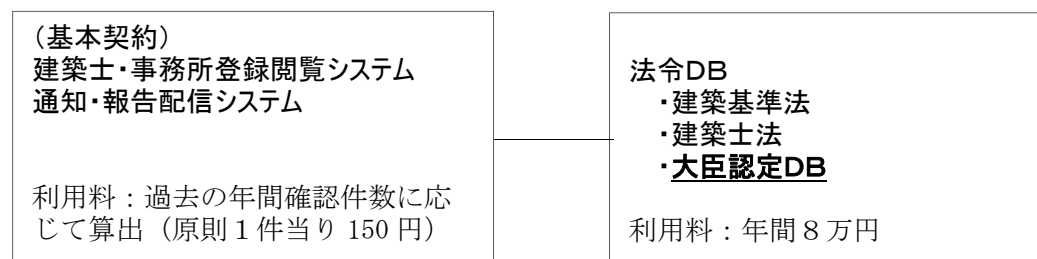 （基本契約）
建築士・事務所登録閲覧システム
通知・報告配信システム
利用料：過去の年間確認件数に応
じて算出（原則１件当り 150 円）
法令ＤＢ
・建築基準法
・建築士法
・大臣認定ＤＢ
利用料：年間８万円